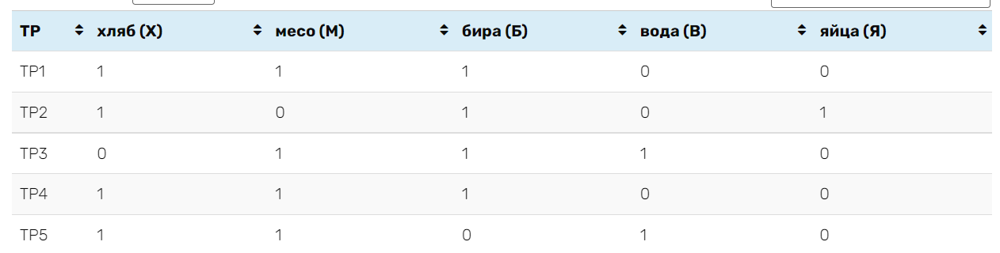 ТР хляб (Х) месо (М) бира (Б) вода (В) яйца (Я)
ТР1 1 1 1 0 0
ТР2 1 0 1 0 1
ТР3 0 1 1 1 0
ТР4 1 1 1 0 0
ТР5 1 1 0 1 0